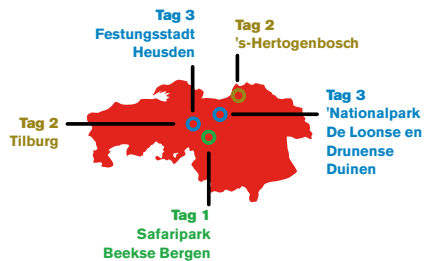 Tag 3
Festungsstadt
Heusden
Tag 2
's-Hertogenbosch
Tag 3
'Nationalpark
De Loonse en
Drunense
Duinen
Tag 2
Tilburg
Tag 1
Safaripark
Beekse Bergen